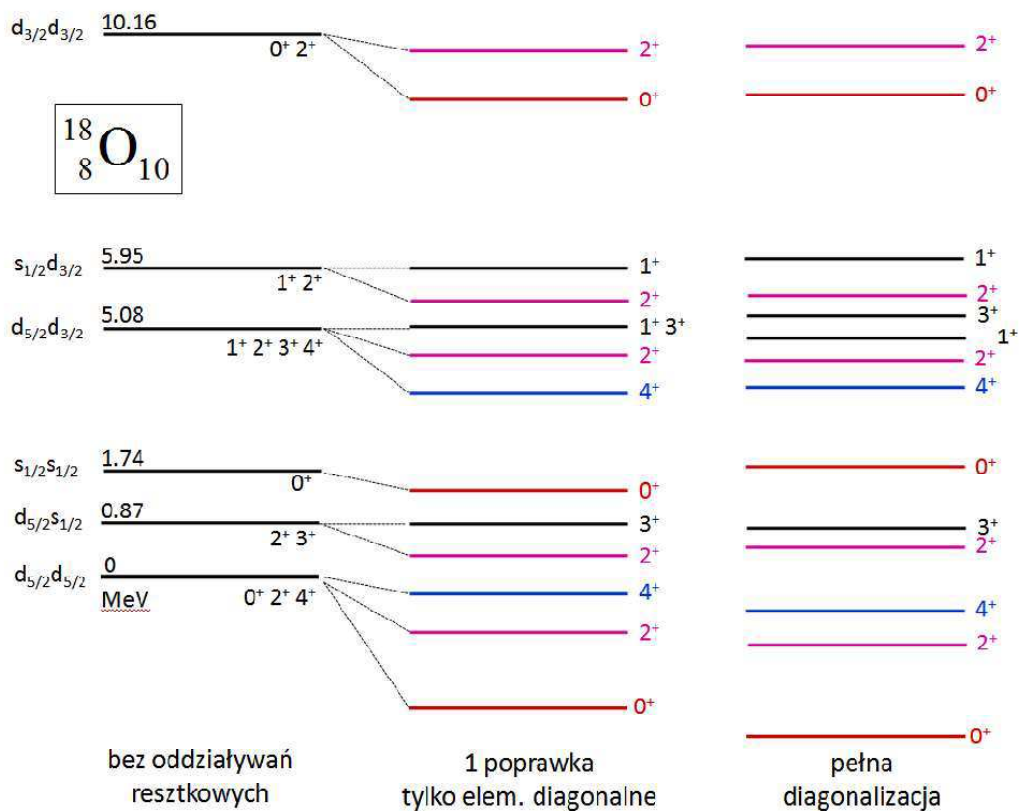 d3/2d3/2 10.16
0⁺ 2⁺
2⁺
0⁺
2⁺
0⁺
18
8 O 10
s1/2d3/2 5.95
1⁺ 2⁺
1⁺
2⁺
1⁺
2⁺
d5/2d3/2 5.08
1⁺ 2⁺ 3⁺ 4⁺
1⁺ 3⁺
2⁺
4⁺
3⁺
1⁺
2⁺
4⁺
s1/2s1/2 1.74
0⁺
0⁺
0⁺
d5/2s1/2 0.87
2⁺ 3⁺
3⁺
2⁺
3⁺
2⁺
d5/2d5/2 0
MeV 0⁺ 2⁺ 4⁺
4⁺
2⁺
0⁺
4⁺
2⁺
0⁺
bez oddziaływań
resztkowych
1 poprawka
tylko elem. diagonalne
pełna
diagonalizacja